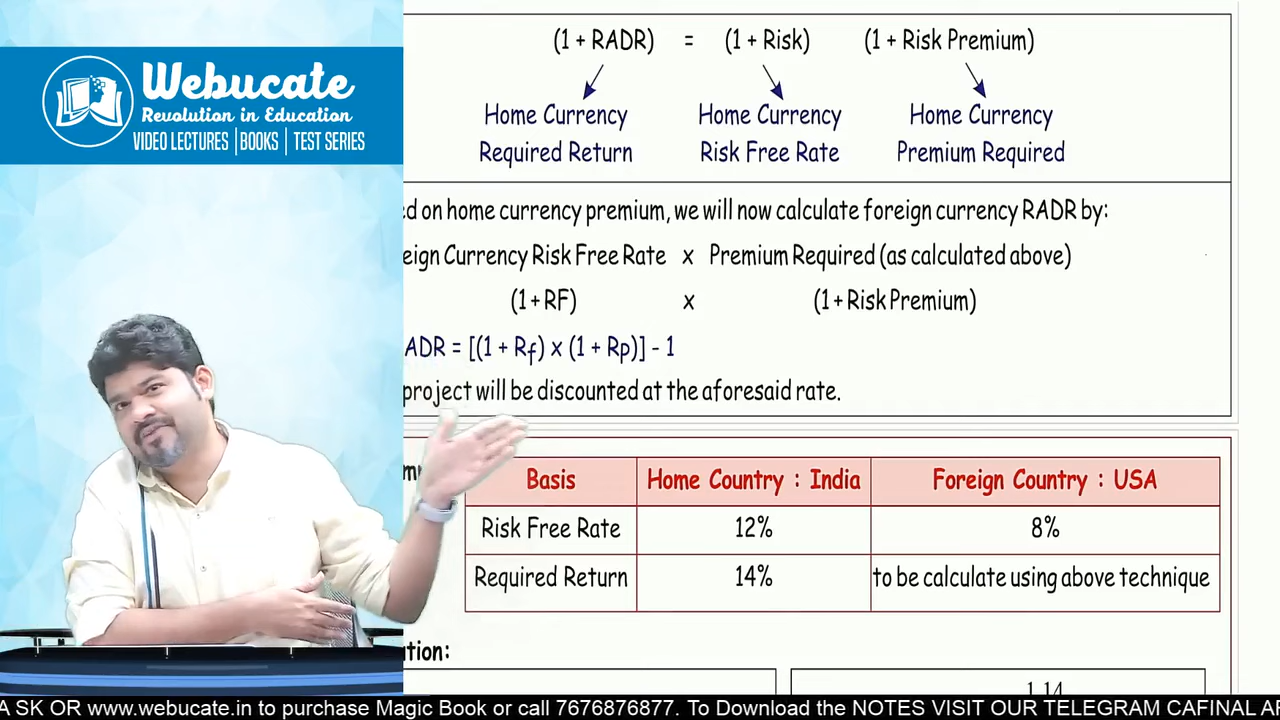 Webucate
Revolution in Education
VIDEO LECTURES | BOOKS | TEST SERIES
(1 + RADR) = (1 + Risk) (1 + Risk Premium)
Home Currency Home Currency Home Currency
Required Return Risk Free Rate Premium Required
ed on home currency premium, we will now calculate foreign currency RADR by:
eign Currency Risk Free Rate x Premium Required (as calculated above)
(1 + RF) x (1 + Risk Premium)
ADR = [(1 + Rf) x (1 + Rp)] - 1
project will be discounted at the aforesaid rate.
Basis Home Country : India Foreign Country : USA
Risk Free Rate 12% 8%
Required Return 14% to be calculate using above technique
tion:
1.14
A SK OR www.webucate.in to purchase Magic Book or call 7676876877. To Download the NOTES VISIT OUR TELEGRAM CAFINAL